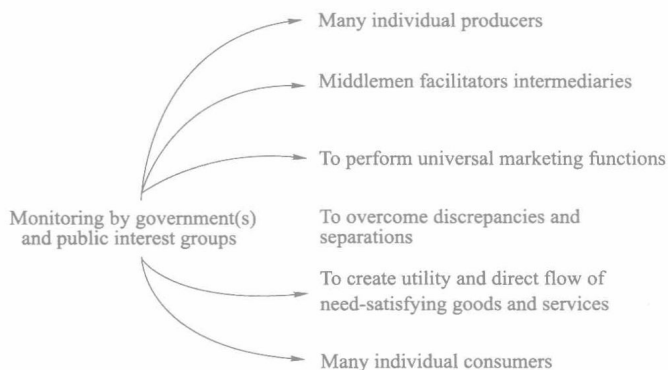 Many individual producers
Middlemen facilitators intermediaries
To perform universal marketing functions
Monitoring by government(s)
and public interest groups
To overcome discrepancies and
separations
To create utility and direct flow of
need-satisfying goods and services
Many individual consumers